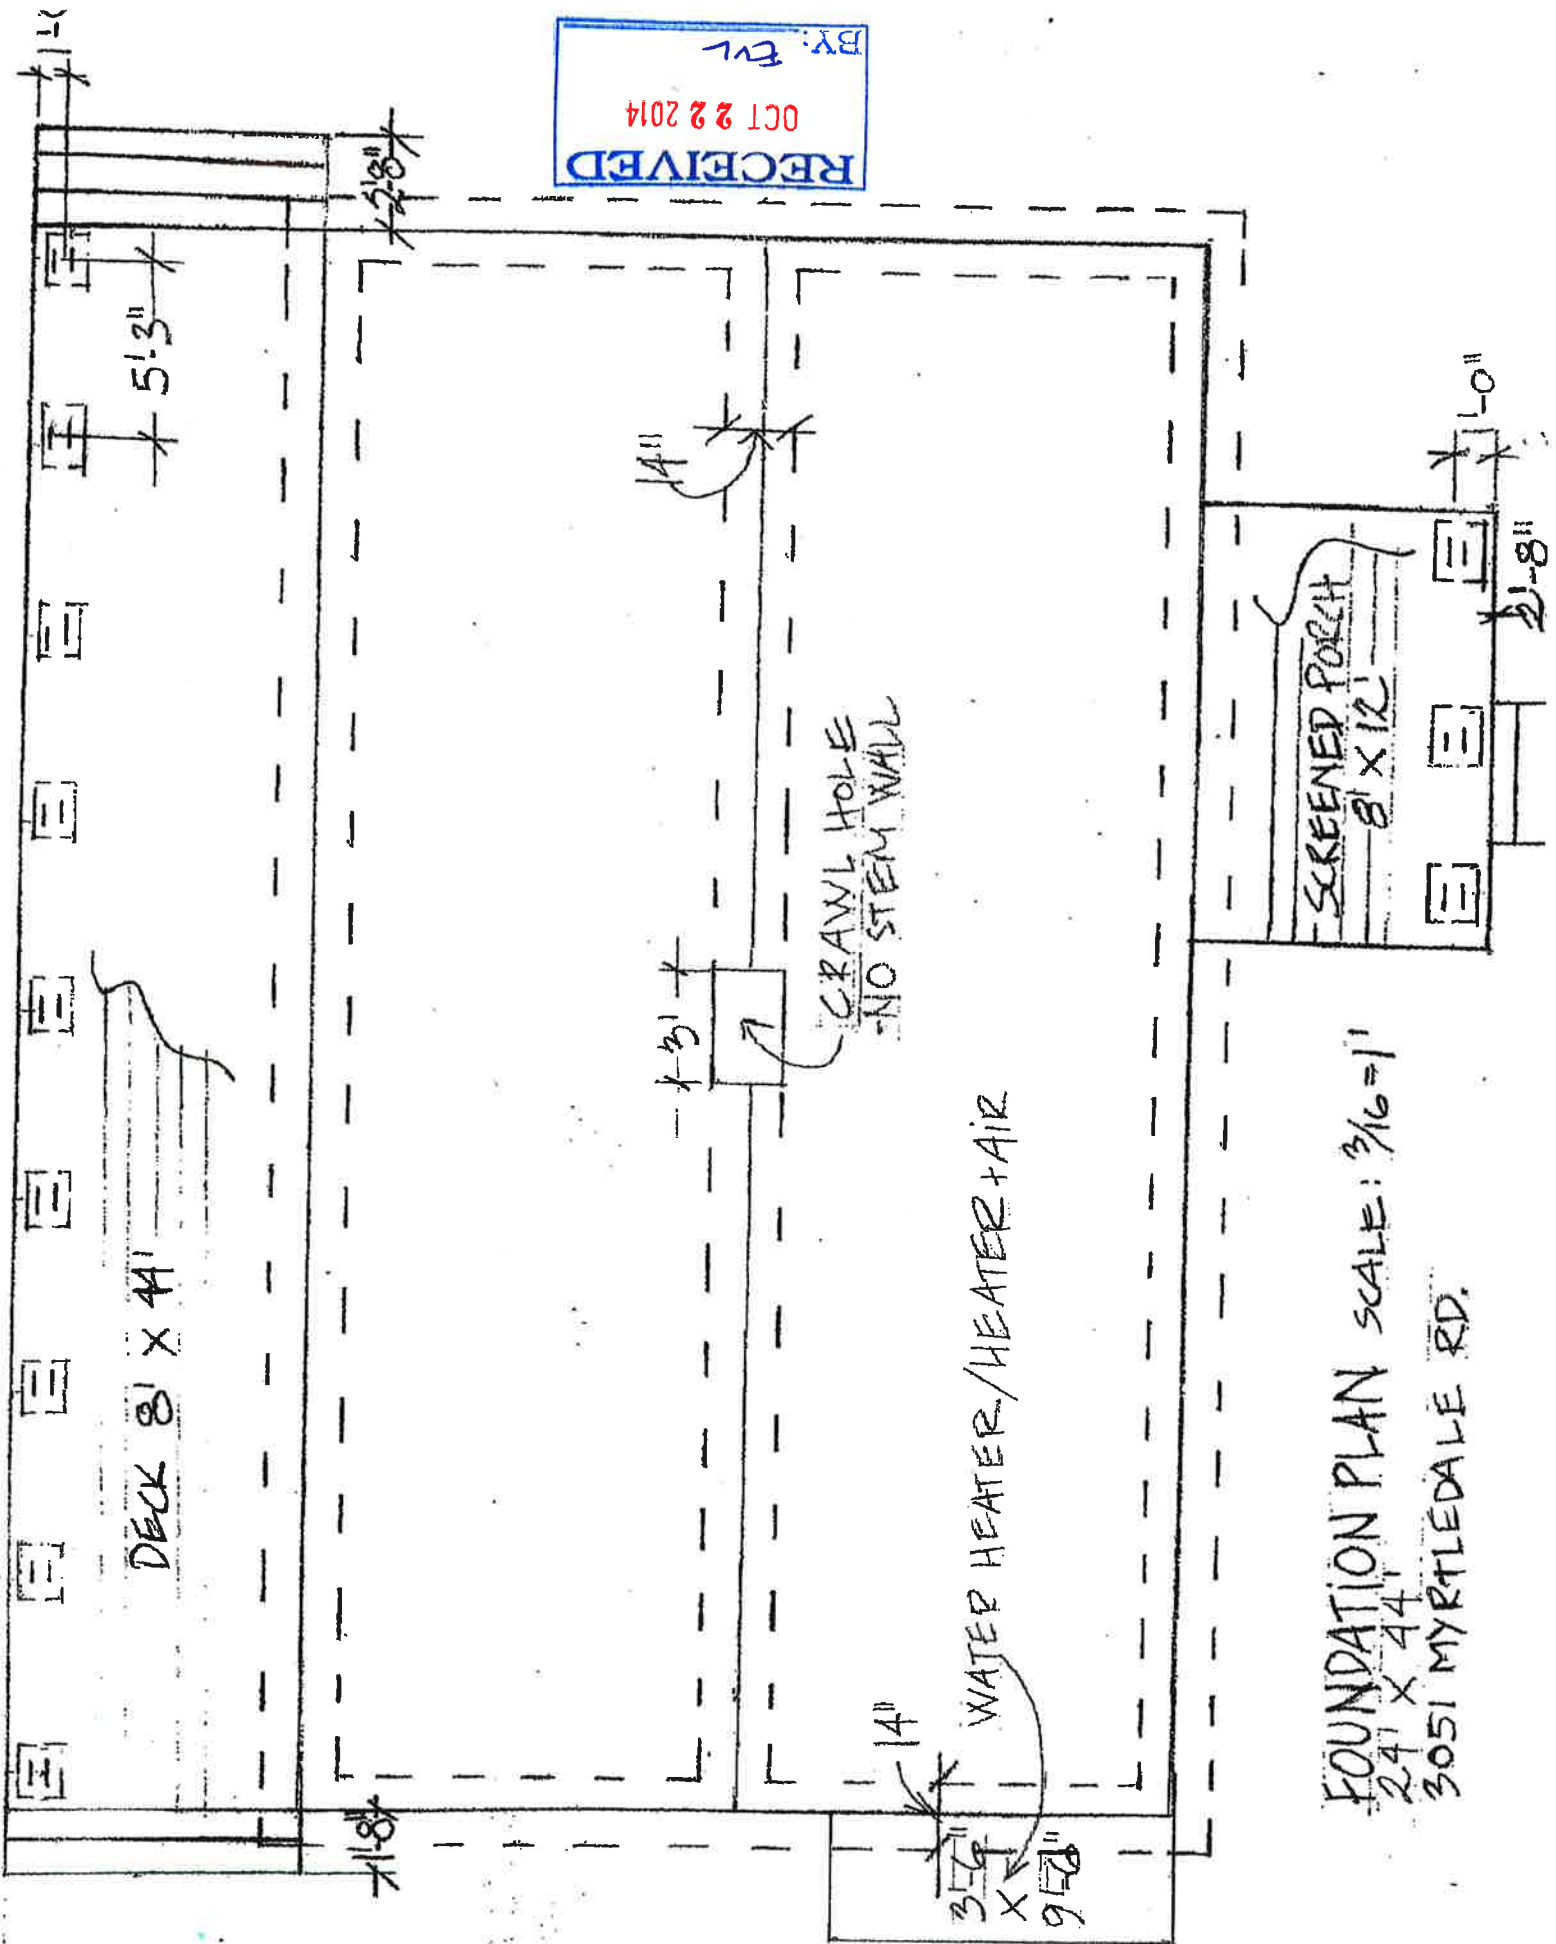 FOUNDATION PLAN SCALE: 3/16=1'
24' X 44'
3051 MYRTLEDALE RD.
DECK 8' X 44'
5'-3"
2'-8"
1'-8"
14"
3'
CRAWL HOLE
-NO STEM WALL
WATER HEATER/HEATER+AIR
14"
3'-6"
X
9'-6"
SCREENED PORCH
8' X 12'
1'-0"
2'-8"
RECEIVED
OCT 22 2014
BY: EVL